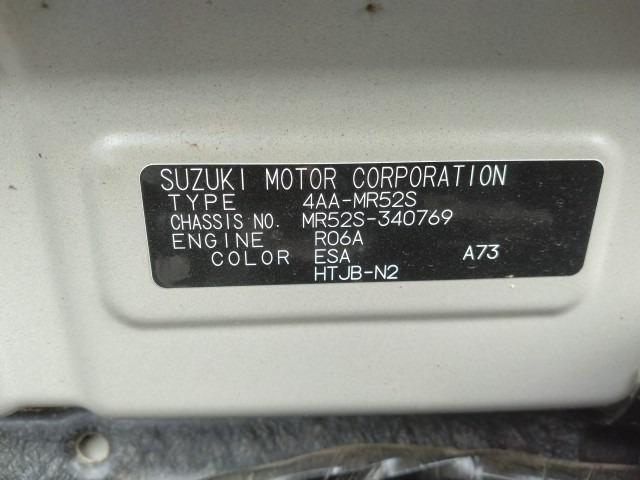 SUZUKI MOTOR CORPORATION
TYPE 4AA-MR52S
CHASSIS NO. MR52S-340769
ENGINE R06A
COLOR ESA A73
HTJB-N2